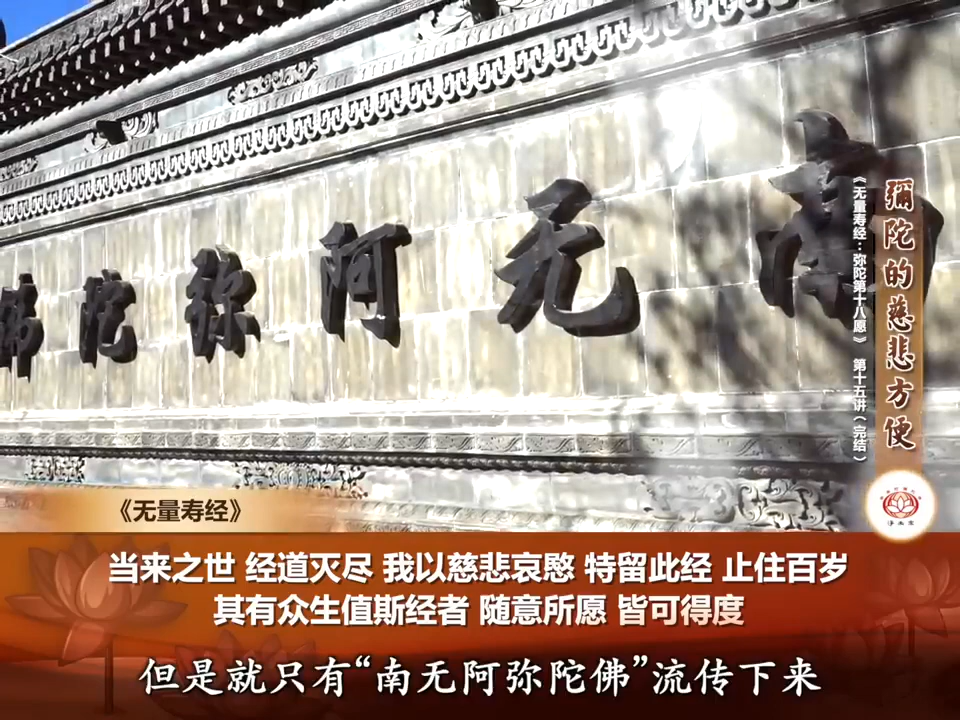 南无阿弥陀佛
彌陀的慈悲方便
《无量寿经：弥陀第十八愿》 第十五讲（完结）
净土宗
《无量寿经》
当来之世 经道灭尽 我以慈悲哀愍 特留此经 止住百岁
其有众生值斯经者 随意所愿 皆可得度
但是就只有“南无阿弥陀佛”流传下来